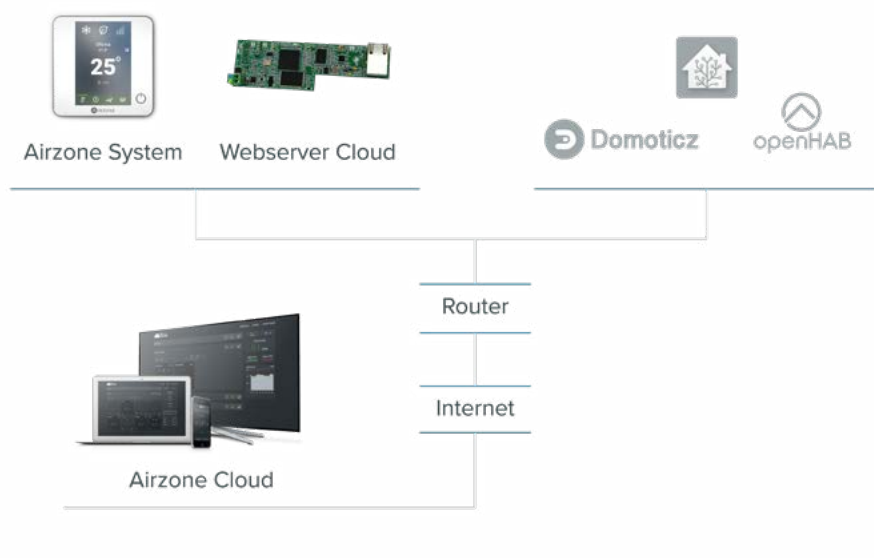 25°
Airzone System
Webserver Cloud
Domoticz
openHAB
Router
Internet
Airzone Cloud